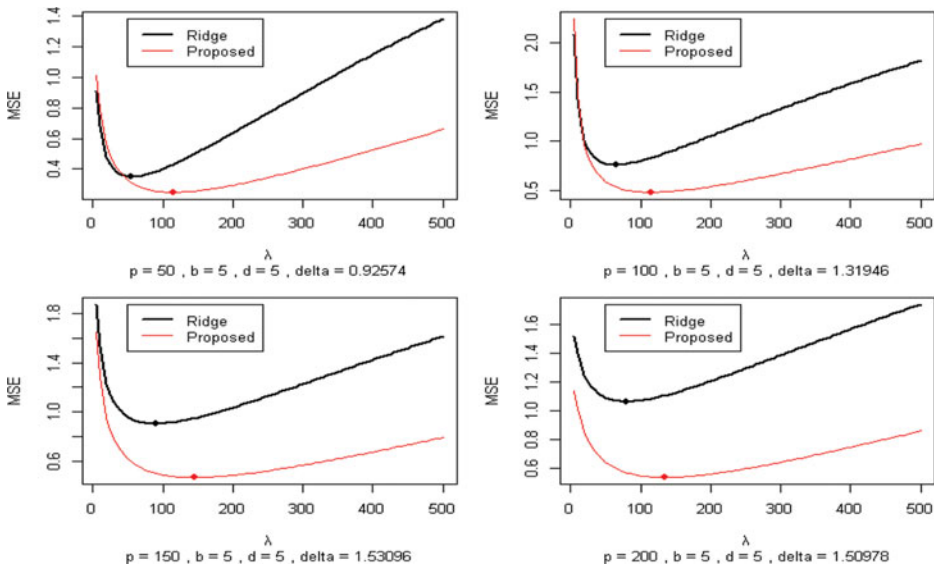 MSE
1.4
1.2
1.0
0.8
0.6
0.4
Ridge
Proposed
0 100 200 300 400 500
λ
p = 50 , b = 5 , d = 5 , delta = 0.92574
MSE
2.0
1.5
1.0
0.5
Ridge
Proposed
0 100 200 300 400 500
λ
p = 100 , b = 5 , d = 5 , delta = 1.31946
MSE
1.8
1.4
1.0
0.6
Ridge
Proposed
0 100 200 300 400 500
λ
p = 150 , b = 5 , d = 5 , delta = 1.53096
MSE
1.6
1.4
1.2
1.0
0.8
0.6
Ridge
Proposed
0 100 200 300 400 500
λ
p = 200 , b = 5 , d = 5 , delta = 1.50978